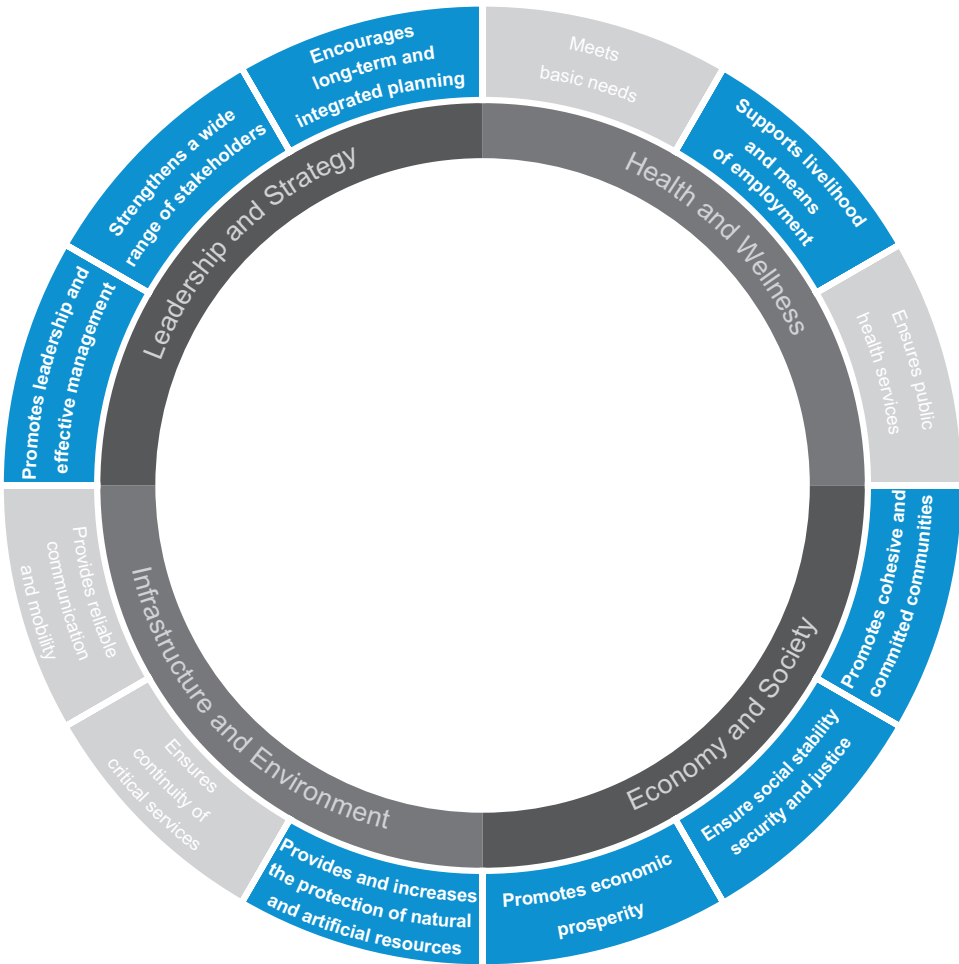 Meets
basic needs
Supports livelihood
and means
of employment
Ensures public
health services
Promotes cohesive and
committed communities
Ensure social stability
security and justice
Promotes economic
prosperity
Provides and increases
the protection of natural
and artificial resources
Ensures
continuity of
critical services
Provides reliable
communication
and mobility
Promotes leadership and
effective management
Strengthens a wide
range of stakeholders
Encourages
long-term and
integrated planning
Health and Wellness
Economy and Society
Infrastructure and Environment
Leadership and Strategy